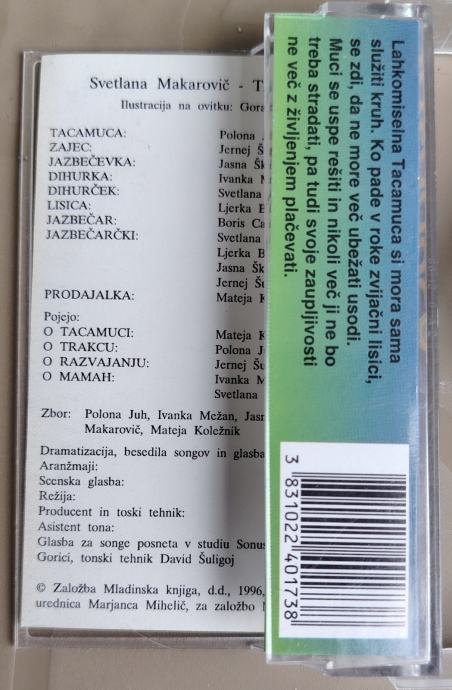 Svetlana Makarovič -
Ilustracija na ovitku:
TACAMUCA: Polona
ZAJEC: Jernej
JAZBEČEVKA: Jasna
DIHURKA: Ivanka
DIHURČEK: Svetlana
LISICA: Ljerka
JAZBEČAR: Boris
JAZBEČARČKI: Svetlana
Ljerka
Jasna
Jernej
PRODAJALKA: Mateja
Pojejo:
O TACAMUCI: Mateja
O TRAKCU: Polona
O RAZVAJANJU: Jernej
O MAMAH: Ivanka
Svetlana
Zbor: Polona Juh, Ivanka Mežan,
Makarovič, Mateja Koležnik
Dramatizacija, besedila songov in glasba
Aranžmaji:
Scenska glasba:
Režija:
Producent in toski tehnik:
Asistent tona:
Glasba za songe posneta v studiu
Gorici, tonski tehnik David Šuligoj
© Založba Mladinska knjiga, d.d., 1996,
urednica Marjanca Mihelič, za založbo
Lahkomiselna Tacamuca si mora sama
služiti kruh. Ko pade v roke zvijačni lisici,
se zdi, da ne more več ubežati usodi.
Muci se uspe rešiti in nikoli več ji ne bo
treba stradati, pa tudi svoje zaupljivosti
ne več z življenjem plačevati.
3 831022 401738